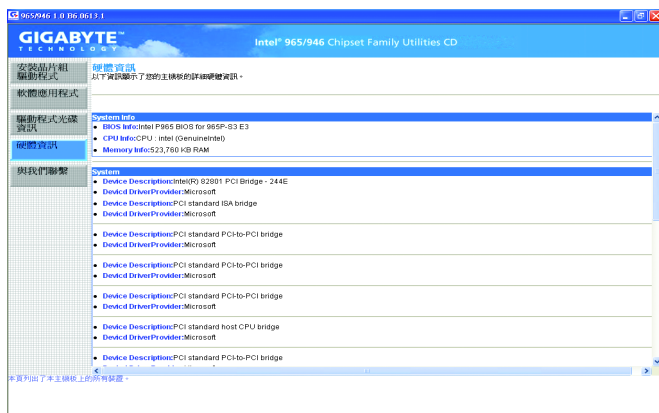 965/946 1.0 B6.0613.1
GIGABYTE™
TECHNOLOGY
Intel® 965/946 Chipset Family Utilities CD
安裝晶片組
驅動程式
軟體應用程式
驅動程式光碟
資訊
硬體資訊
與我們聯繫
硬體資訊
以下資訊顯示了您的主機板的詳細硬體資訊。
System Info
• BIOS Info:Intel P965 BIOS for 965P-S3 E3
• CPU Info:CPU : intel (GenuineIntel)
• Memory Info:523,760 KB RAM
System
• Device Description:Intel(R) 82801 PCI Bridge - 244E
• Devicd DriverProvider:Microsoft
• Device Description:PCI standard ISA bridge
• Devicd DriverProvider:Microsoft
• Device Description:PCI standard PCI-to-PCI bridge
• Devicd DriverProvider:Microsoft
• Device Description:PCI standard PCI-to-PCI bridge
• Devicd DriverProvider:Microsoft
• Device Description:PCI standard PCI-to-PCI bridge
• Devicd DriverProvider:Microsoft
• Device Description:PCI standard host CPU bridge
• Devicd DriverProvider:Microsoft
• Device Description:PCI standard PCI-to-PCI bridge
本頁列出了本主機板上的所有裝置。